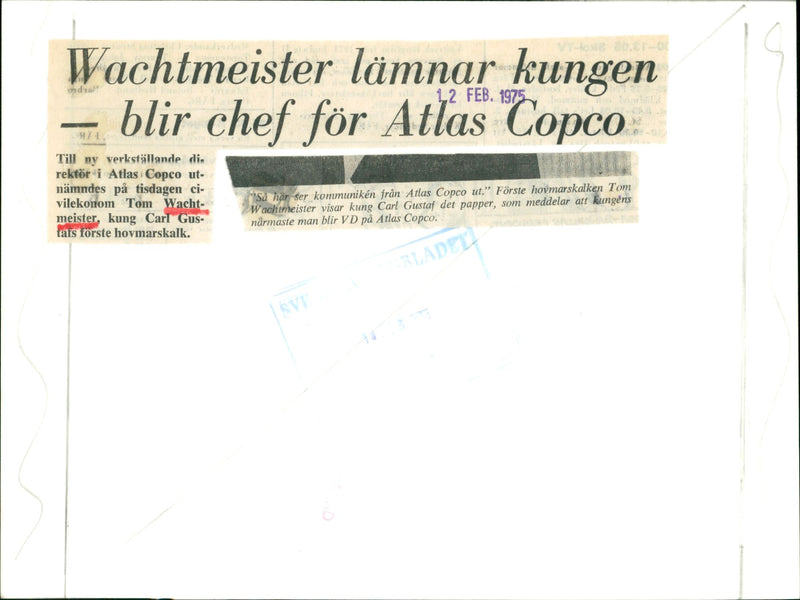 Wachtmeister lämnar kungen
12 FEB. 1975
— blir chef för Atlas Copco
Till ny verkställande di-
rektör i Atlas Copco ut-
nämndes på tisdagen ci-
vilekonom Tom Wacht-
meister, kung Carl Gus-
tafs förste hovmarskalk.
"Så här ser kommunikén från Atlas Copco ut." Förste hovmarskalken Tom
Wachtmeister visar kung Carl Gustaf det papper, som meddelar att kungens
närmaste man blir VD på Atlas Copco.